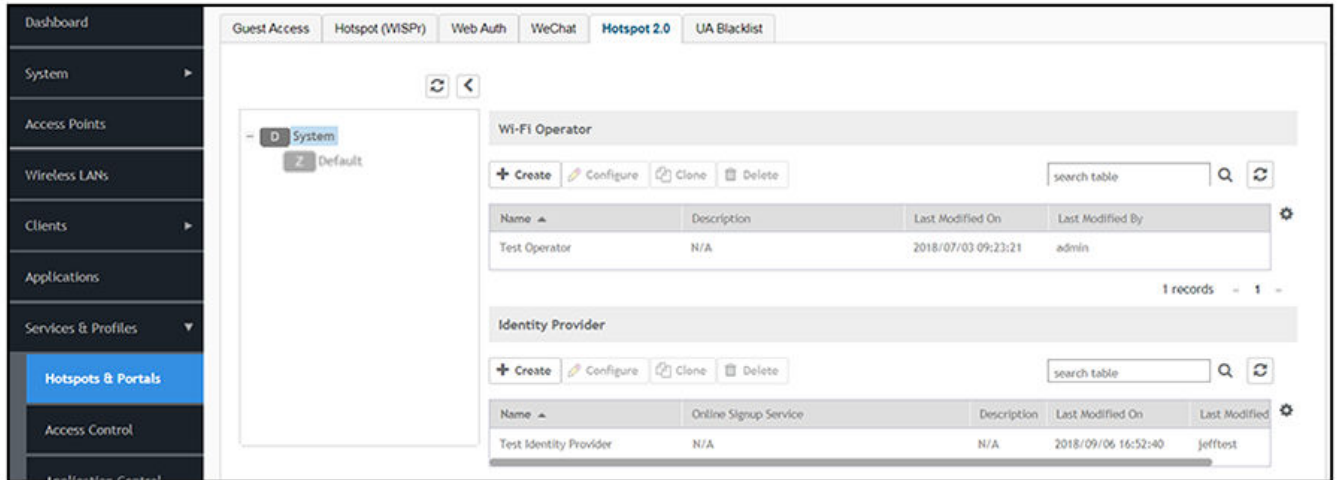 Dashboard
System
Access Points
Wireless LANs
Clients
Applications
Services & Profiles
Hotspots & Portals
Access Control
Application Control
Guest Access Hotspot (WISPr) Web Auth WeChat Hotspot 2.0 UA Blacklist
D System
Z Default
Wi-Fi Operator
Create Configure Clone Delete search table
Name Description Last Modified On Last Modified By
Test Operator N/A 2018/07/03 09:23:21 admin
1 records 1
Identity Provider
Create Configure Clone Delete search table
Name Online Signup Service Description Last Modified On Last Modified
Test Identity Provider N/A N/A 2018/09/06 16:52:40 jefftest